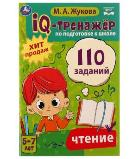 М. А. Жукова
IQ-тренажёр
по подготовке к школе
ХИТ
продаж
110
заданий
5-7
лет
чтение